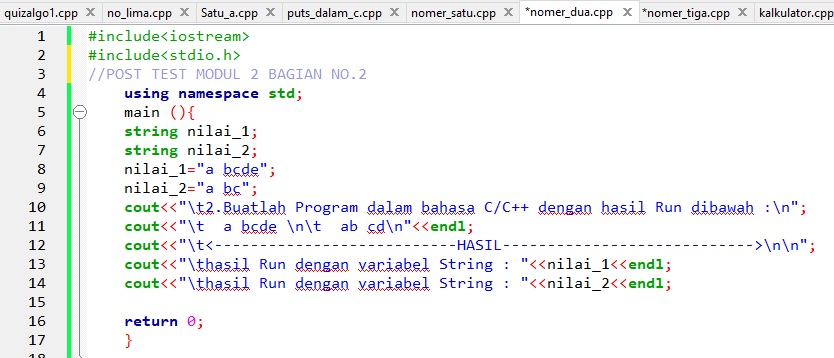 quizalgo1.cpp no_lima.cpp Satu_a.cpp puts_dalam_c.cpp nomer_satu.cpp *nomer_dua.cpp *nomer_tiga.cpp kalkulator.cpp
1 #include<iostream>
2 #include<stdio.h>
3 //POST TEST MODUL 2 BAGIAN NO.2
4 using namespace std;
5 main (){
6 string nilai_1;
7 string nilai_2;
8 nilai_1="a bcde";
9 nilai_2="a bc";
10 cout<<"\t2.Buatlah Program dalam bahasa C/C++ dengan hasil Run dibawah :\n";
11 cout<<"\t  a bcde \n\t  ab cd\n"<<endl;
12 cout<<"\t<---------------------------HASIL---------------------------->\n\n";
13 cout<<"\thasil Run dengan variabel String : "<<nilai_1<<endl;
14 cout<<"\thasil Run dengan variabel String : "<<nilai_2<<endl;
15
16 return 0;
17 }
18